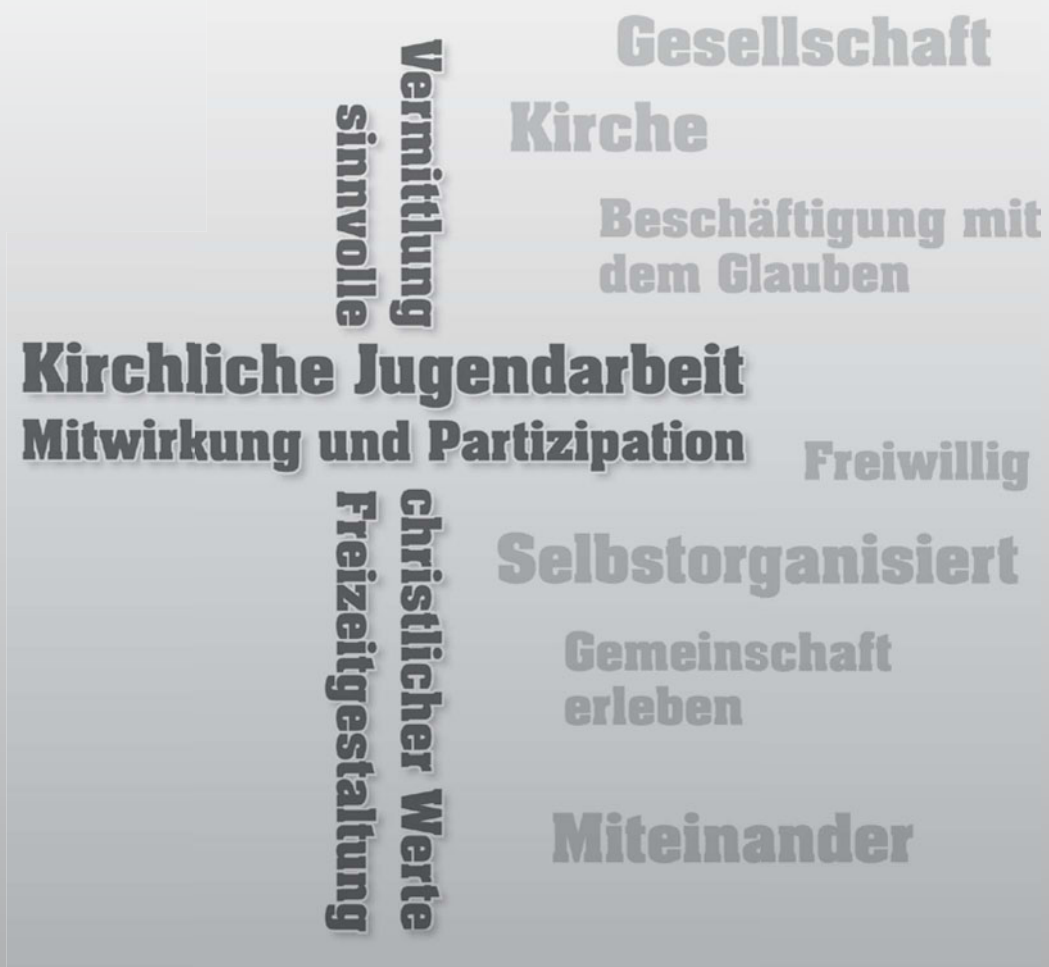 Gesellschaft
Kirche
Beschäftigung mit
dem Glauben
Vermittlung
sinnvolle
Kirchliche Jugendarbeit
Mitwirkung und Partizipation
christlicher Werte
Freizeitgestaltung
Freiwillig
Selbstorganisiert
Gemeinschaft
erleben
Miteinander